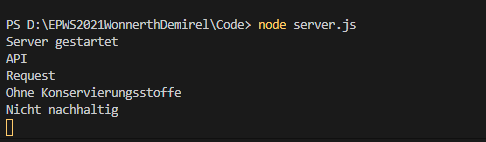 PS D:\EPWS2021WonnerthDemirel\Code> node server.js
Server gestartet
API
Request
Ohne Konservierungsstoffe
Nicht nachhaltig